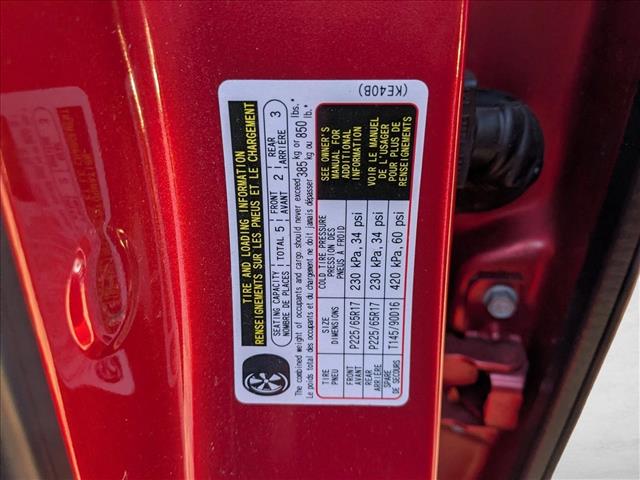 TIRE AND LOADING INFORMATION
RENSEIGNEMENTS SUR LES PNEUS ET LE CHARGEMENT
SEATING CAPACITY TOTAL 5 FRONT 2 REAR 3
NOMBRE DE PLACES AVANT ARRIÈRE
The combined weight of occupants and cargo should never exceed 385 kg or 850 lbs.*
Le poids total des occupants et du chargement ne doit jamais dépasser kg ou lb.*
TIRE SIZE COLD TIRE PRESSURE
PNEU DIMENSIONS PRESSION DES PNEUS À FROID
FRONT P225/65R17 230 kPa, 34 psi
AVANT
REAR P225/65R17 230 kPa, 34 psi
ARRIÈRE
SPARE T145/90D16 420 kPa, 60 psi
DE SECOURS
SEE OWNER'S
MANUAL FOR
ADDITIONAL
INFORMATION
VOIR LE MANUEL
DE L'USAGER
POUR PLUS DE
RENSEIGNEMENTS
(KE40B)